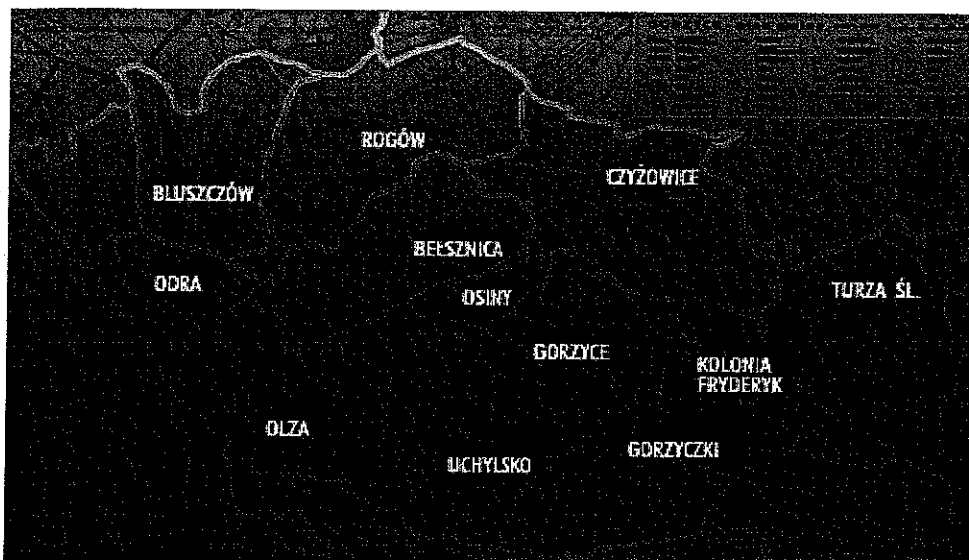 ROGÓW
CZYŻOWICE
BLUSZCZÓW
BEŁSZNICA
ODRA
OSINY
TURZA ŚL.
GORZYCE
KOLONIA
FRYDERYK
OLZA
GORZYCZKI
UCHYLSKO